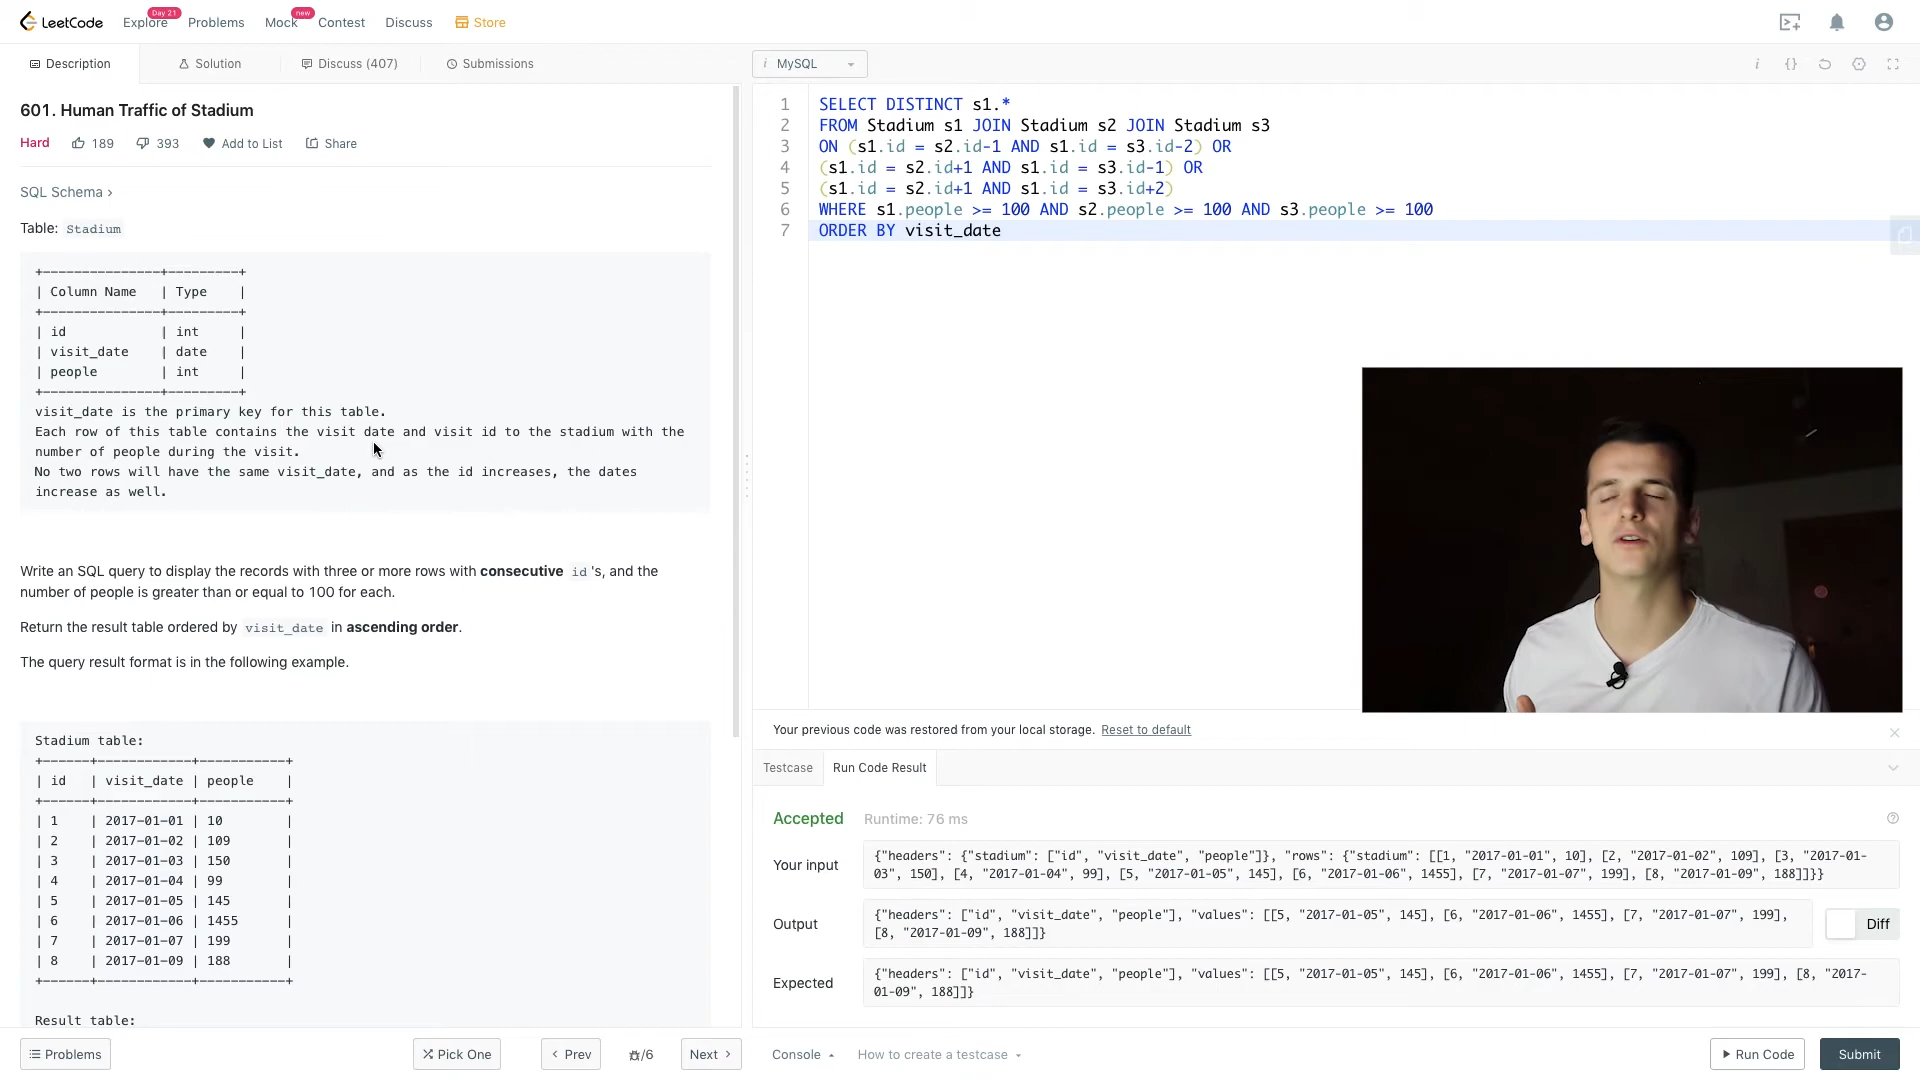 LeetCode
Explore
Day 21
Problems
Mock
new
Contest
Discuss
Store
Description
Solution
Discuss (407)
Submissions
i MySQL
i
{}
601. Human Traffic of Stadium
Hard
189
393
Add to List
Share
SQL Schema ›
Table: Stadium
+---------------+---------+
| Column Name   | Type    |
+---------------+---------+
| id            | int     |
| visit_date    | date    |
| people        | int     |
+---------------+---------+
visit_date is the primary key for this table.
Each row of this table contains the visit date and visit id to the stadium with the
number of people during the visit.
No two rows will have the same visit_date, and as the id increases, the dates
increase as well.
Write an SQL query to display the records with three or more rows with consecutive id's, and the
number of people is greater than or equal to 100 for each.
Return the result table ordered by visit_date in ascending order.
The query result format is in the following example.
Stadium table:
+------+------------+-----------+
| id   | visit_date | people    |
+------+------------+-----------+
| 1    | 2017-01-01 | 10        |
| 2    | 2017-01-02 | 109       |
| 3    | 2017-01-03 | 150       |
| 4    | 2017-01-04 | 99        |
| 5    | 2017-01-05 | 145       |
| 6    | 2017-01-06 | 1455      |
| 7    | 2017-01-07 | 199       |
| 8    | 2017-01-09 | 188       |
+------+------------+-----------+
Result table:
1 SELECT DISTINCT s1.*
2 FROM Stadium s1 JOIN Stadium s2 JOIN Stadium s3
3 ON (s1.id = s2.id-1 AND s1.id = s3.id-2) OR
4 (s1.id = s2.id+1 AND s1.id = s3.id-1) OR
5 (s1.id = s2.id+1 AND s1.id = s3.id+2)
6 WHERE s1.people >= 100 AND s2.people >= 100 AND s3.people >= 100
7 ORDER BY visit_date
Your previous code was restored from your local storage. Reset to default
Testcase
Run Code Result
Accepted
Runtime: 76 ms
Your input
{"headers": {"stadium": ["id", "visit_date", "people"]}, "rows": {"stadium": [[1, "2017-01-01", 10], [2, "2017-01-02", 109], [3, "2017-01-
03", 150], [4, "2017-01-04", 99], [5, "2017-01-05", 145], [6, "2017-01-06", 1455], [7, "2017-01-07", 199], [8, "2017-01-09", 188]]}}
Output
{"headers": ["id", "visit_date", "people"], "values": [[5, "2017-01-05", 145], [6, "2017-01-06", 1455], [7, "2017-01-07", 199],
[8, "2017-01-09", 188]]}
Diff
Expected
{"headers": ["id", "visit_date", "people"], "values": [[5, "2017-01-05", 145], [6, "2017-01-06", 1455], [7, "2017-01-07", 199], [8, "2017-
01-09", 188]]}
Problems
Pick One
Prev
/6
Next
Console
How to create a testcase
Run Code
Submit